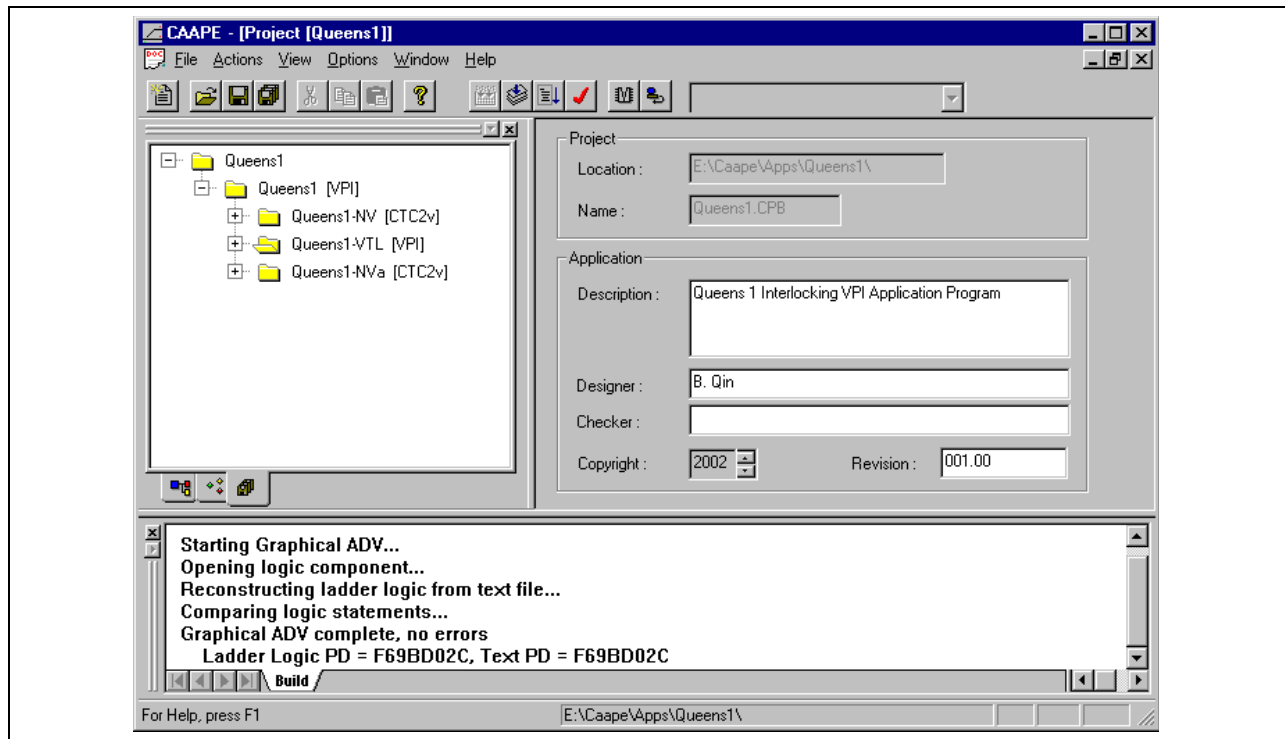 CAAPE - [Project [Queens1]]
File Actions View Options Window Help
Queens1
Queens1 [VPI]
Queens1-NV [CTC2v]
Queens1-VTL [VPI]
Queens1-NVa [CTC2v]
Project
Location : E:\Caape\Apps\Queens1\
Name : Queens1.CPB
Application
Description : Queens 1 Interlocking VPI Application Program
Designer : B. Qin
Checker :
Copyright : 2002 Revision : 001.00
Starting Graphical ADV...
Opening logic component...
Reconstructing ladder logic from text file...
Comparing logic statements...
Graphical ADV complete, no errors
Ladder Logic PD = F69BD02C, Text PD = F69BD02C
Build
For Help, press F1 E:\Caape\Apps\Queens1\